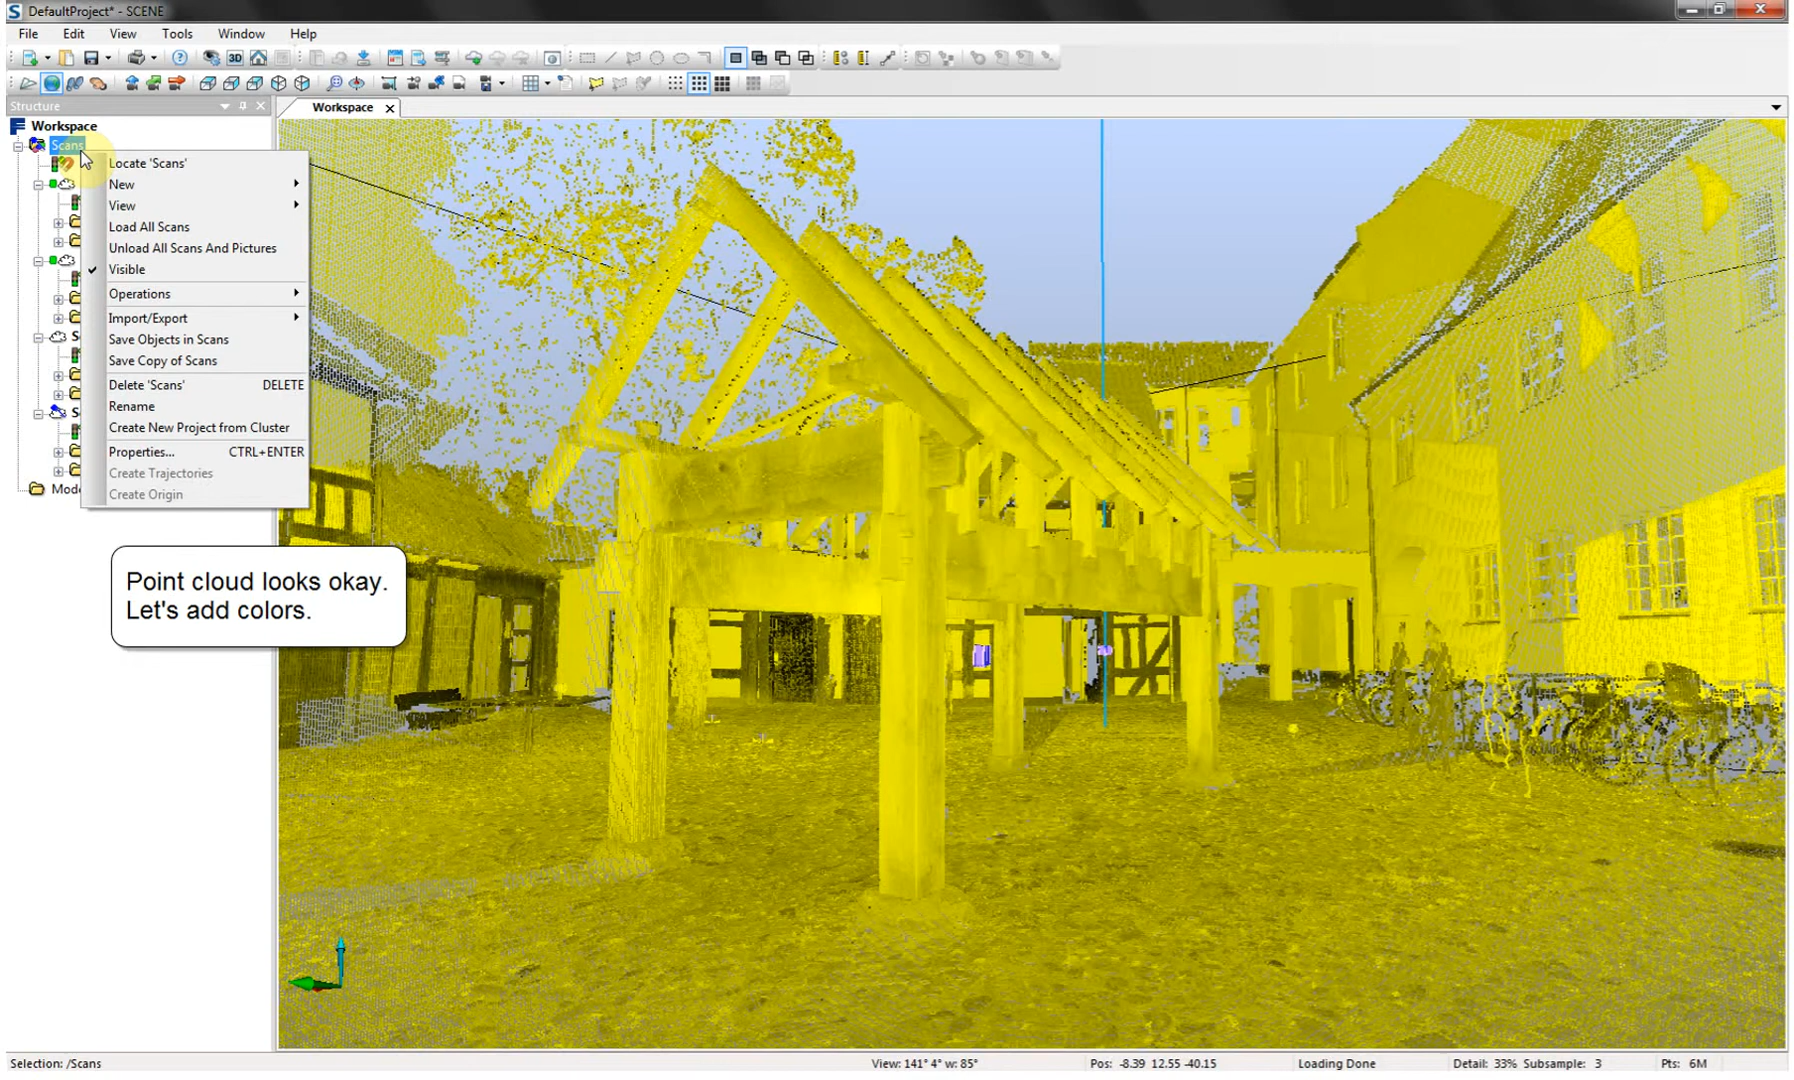 DefaultProject* - SCENE
File Edit View Tools Window Help
3D
Structure
Workspace
Workspace
Scans
Locate 'Scans'
New
View
Load All Scans
Unload All Scans And Pictures
Visible
Operations
Import/Export
Save Objects in Scans
Save Copy of Scans
Delete 'Scans' DELETE
Rename
Create New Project from Cluster
Properties... CTRL+ENTER
Create Trajectories
Create Origin
Point cloud looks okay.
Let's add colors.
Selection: /Scans View: 141° 4° w: 85° Pos: -8.39 12.55 -40.15 Loading Done Detail: 33% Subsample: 3 Pts: 6M